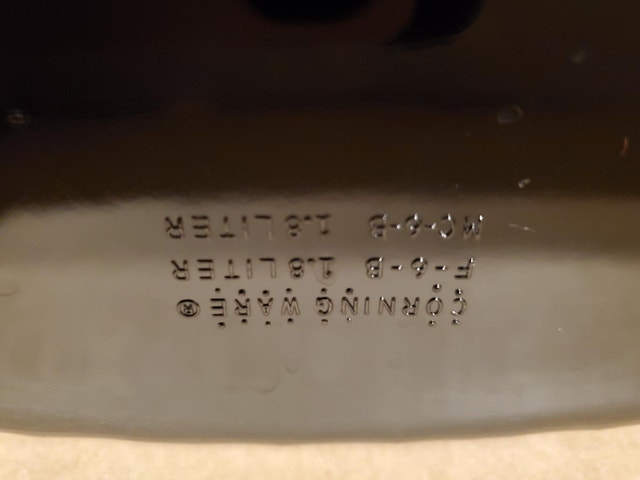 CORNING WARE®
F-6-B 1.8 LITER
MC-6-B 1.8 LITER